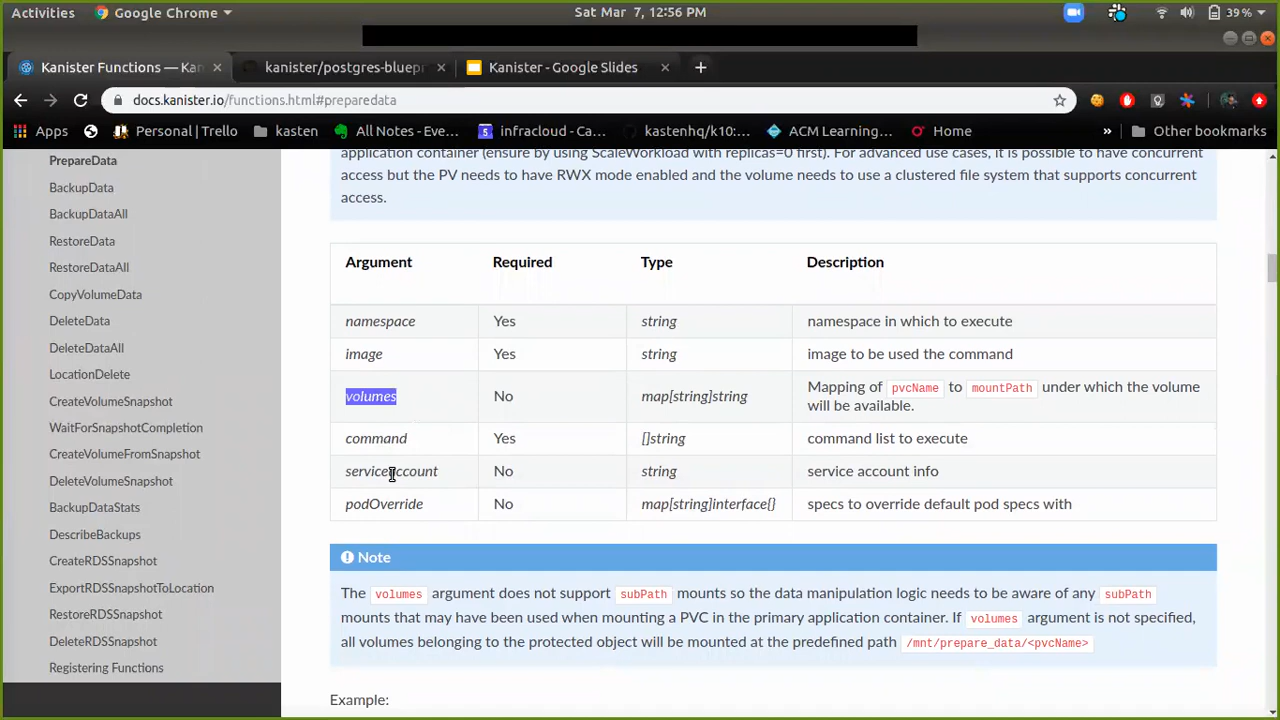 Activities Google Chrome Sat Mar 7, 12:56 PM 39%
Kanister Functions — Kan kanister/postgres-bluepr Kanister - Google Slides
docs.kanister.io/functions.html#preparedata
Apps Personal | Trello kasten All Notes - Eve... infracloud - Ca... kastenhq/k10:... ACM Learning... Home » Other bookmarks
PrepareData
BackupData
BackupDataAll
RestoreData
RestoreDataAll
CopyVolumeData
DeleteData
DeleteDataAll
LocationDelete
CreateVolumeSnapshot
WaitForSnapshotCompletion
CreateVolumeFromSnapshot
DeleteVolumeSnapshot
BackupDataStats
DescribeBackups
CreateRDSSnapshot
ExportRDSSnapshotToLocation
RestoreRDSSnapshot
DeleteRDSSnapshot
Registering Functions
application container (ensure by using ScaleWorkload with replicas=0 first). For advanced use cases, it is possible to have concurrent
access but the PV needs to have RWX mode enabled and the volume needs to use a clustered file system that supports concurrent
access.
Argument Required Type Description
namespace Yes string namespace in which to execute
image Yes string image to be used the command
volumes No map[string]string Mapping of pvcName to mountPath under which the volume
will be available.
command Yes []string command list to execute
serviceaccount No string service account info
podOverride No map[string]interface{} specs to override default pod specs with
Note
The volumes argument does not support subPath mounts so the data manipulation logic needs to be aware of any subPath
mounts that may have been used when mounting a PVC in the primary application container. If volumes argument is not specified,
all volumes belonging to the protected object will be mounted at the predefined path /mnt/prepare_data/<pvcName>
Example: